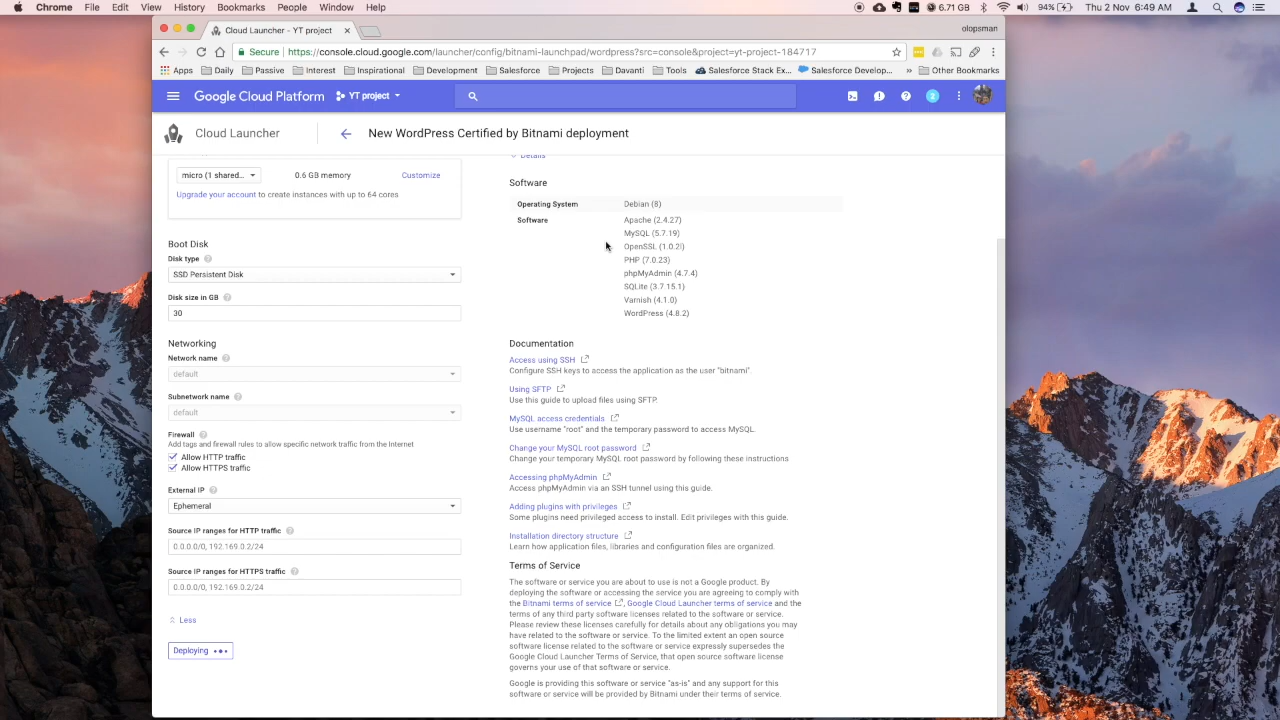 Chrome File Edit View History Bookmarks People Window Help
94% Thu 2 Nov 6:49:11 AM
Cloud Launcher - YT project
olopsman
Secure https://console.cloud.google.com/launcher/config/bitnami-launchpad/wordpress?src=console&project=yt-project-184717
Apps Daily Passive Interest Inspirational Development Salesforce Projects Davanti Tools Salesforce Stack Ex... Salesforce Develop... » Other Bookmarks
Google Cloud Platform YT project 2
Cloud Launcher
New WordPress Certified by Bitnami deployment
micro (1 shared...
0.6 GB memory
Customize
Upgrade your account to create instances with up to 64 cores
Boot Disk
Disk type
SSD Persistent Disk
Disk size in GB
30
Networking
Network name
default
Subnetwork name
default
Firewall
Add tags and firewall rules to allow specific network traffic from the Internet
Allow HTTP traffic
Allow HTTPS traffic
External IP
Ephemeral
Source IP ranges for HTTP traffic
0.0.0.0/0, 192.169.0.2/24
Source IP ranges for HTTPS traffic
0.0.0.0/0, 192.169.0.2/24
Less
Deploying
Details
Software
Operating System Debian (8)
Software Apache (2.4.27)
MySQL (5.7.19)
OpenSSL (1.0.2l)
PHP (7.0.23)
phpMyAdmin (4.7.4)
SQLite (3.7.15.1)
Varnish (4.1.0)
WordPress (4.8.2)
Documentation
Access using SSH
Configure SSH keys to access the application as the user "bitnami".
Using SFTP
Use this guide to upload files using SFTP.
MySQL access credentials
Use username "root" and the temporary password to access MySQL.
Change your MySQL root password
Change your temporary MySQL root password by following these instructions
Accessing phpMyAdmin
Access phpMyAdmin via an SSH tunnel using this guide.
Adding plugins with privileges
Some plugins need privileged access to install. Edit privileges with this guide.
Installation directory structure
Learn how application files, libraries and configuration files are organized.
Terms of Service
The software or service you are about to use is not a Google product. By
deploying the software or accessing the service you are agreeing to comply with
the Bitnami terms of service , Google Cloud Launcher terms of service and the
terms of any third party software licenses related to the software or service.
Please review these licenses carefully for details about any obligations you may
have related to the software or service. To the limited extent an open source
software license related to the software or service expressly supersedes the
Google Cloud Launcher Terms of Service, that open source software license
governs your use of that software or service.
Google is providing this software or service "as-is" and any support for this
software or service will be provided by Bitnami under their terms of service.